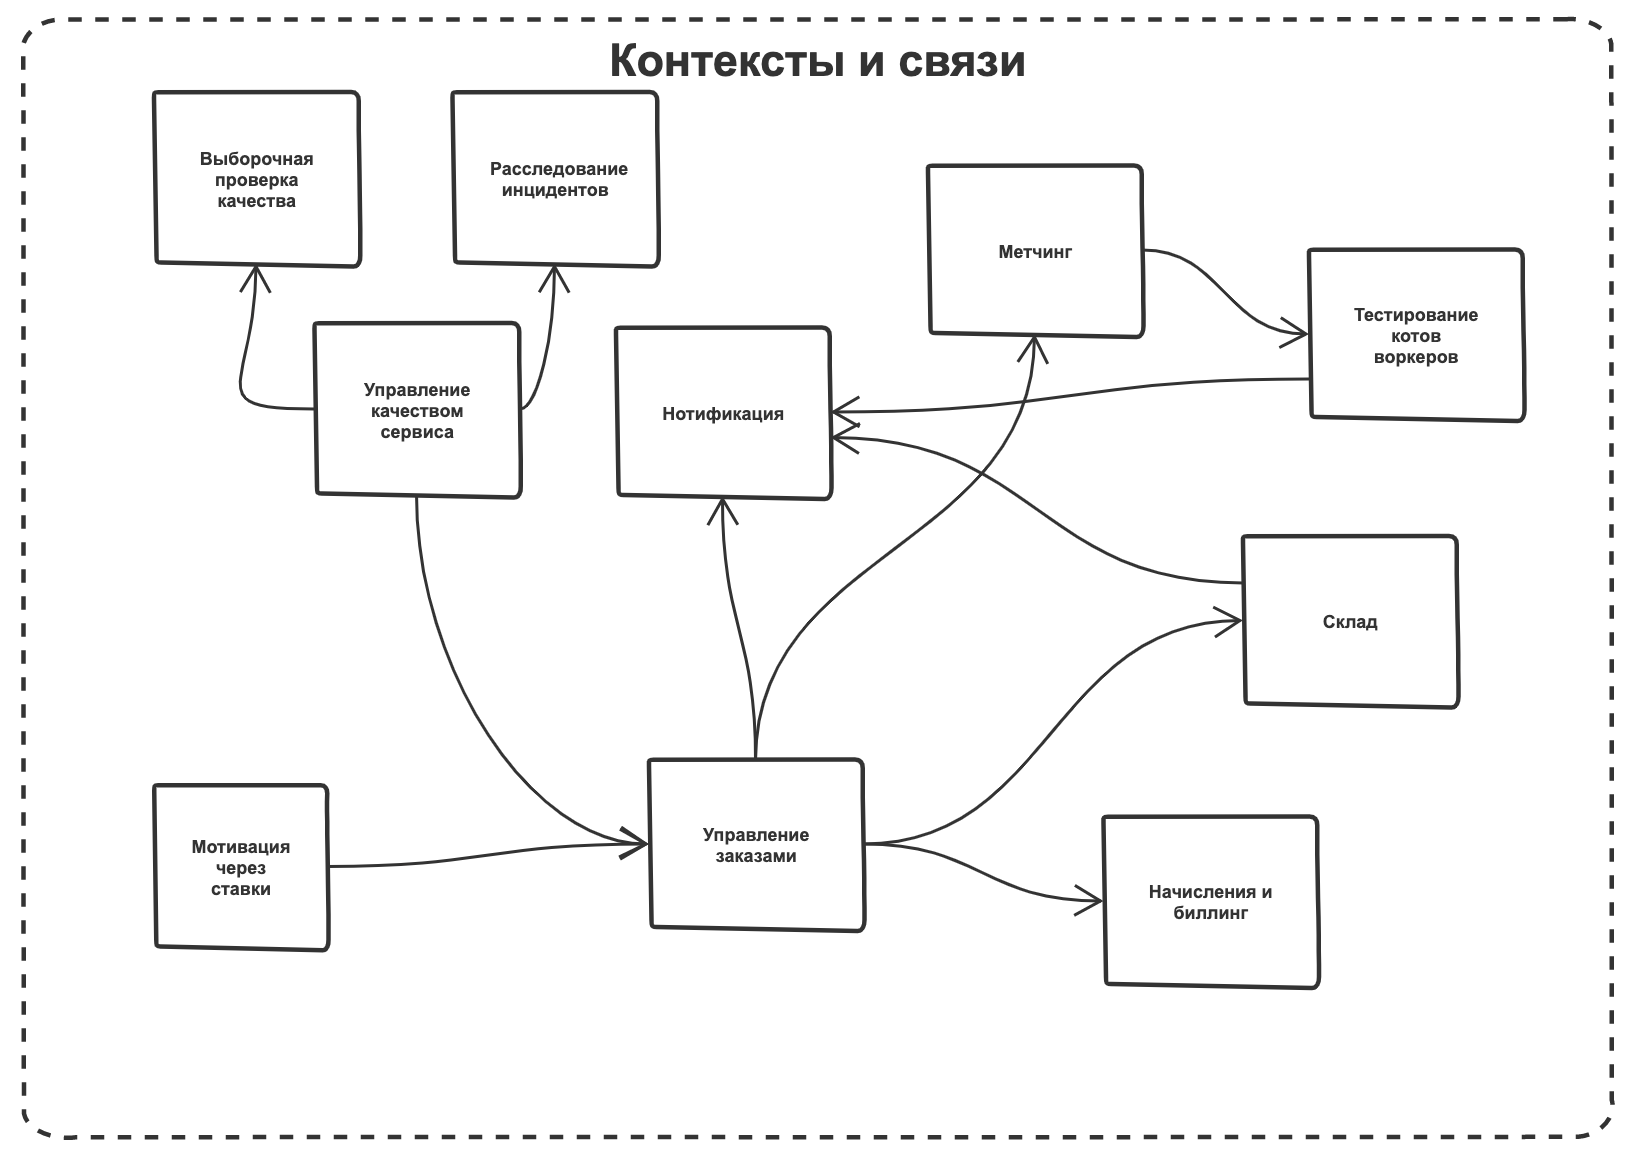 Контексты и связи
Выборочная
проверка
качества
Расследование
инцидентов
Метчинг
Тестирование
котов
воркеров
Управление
качеством
сервиса
Нотификация
Склад
Мотивация
через
ставки
Управление
заказами
Начисления и
биллинг